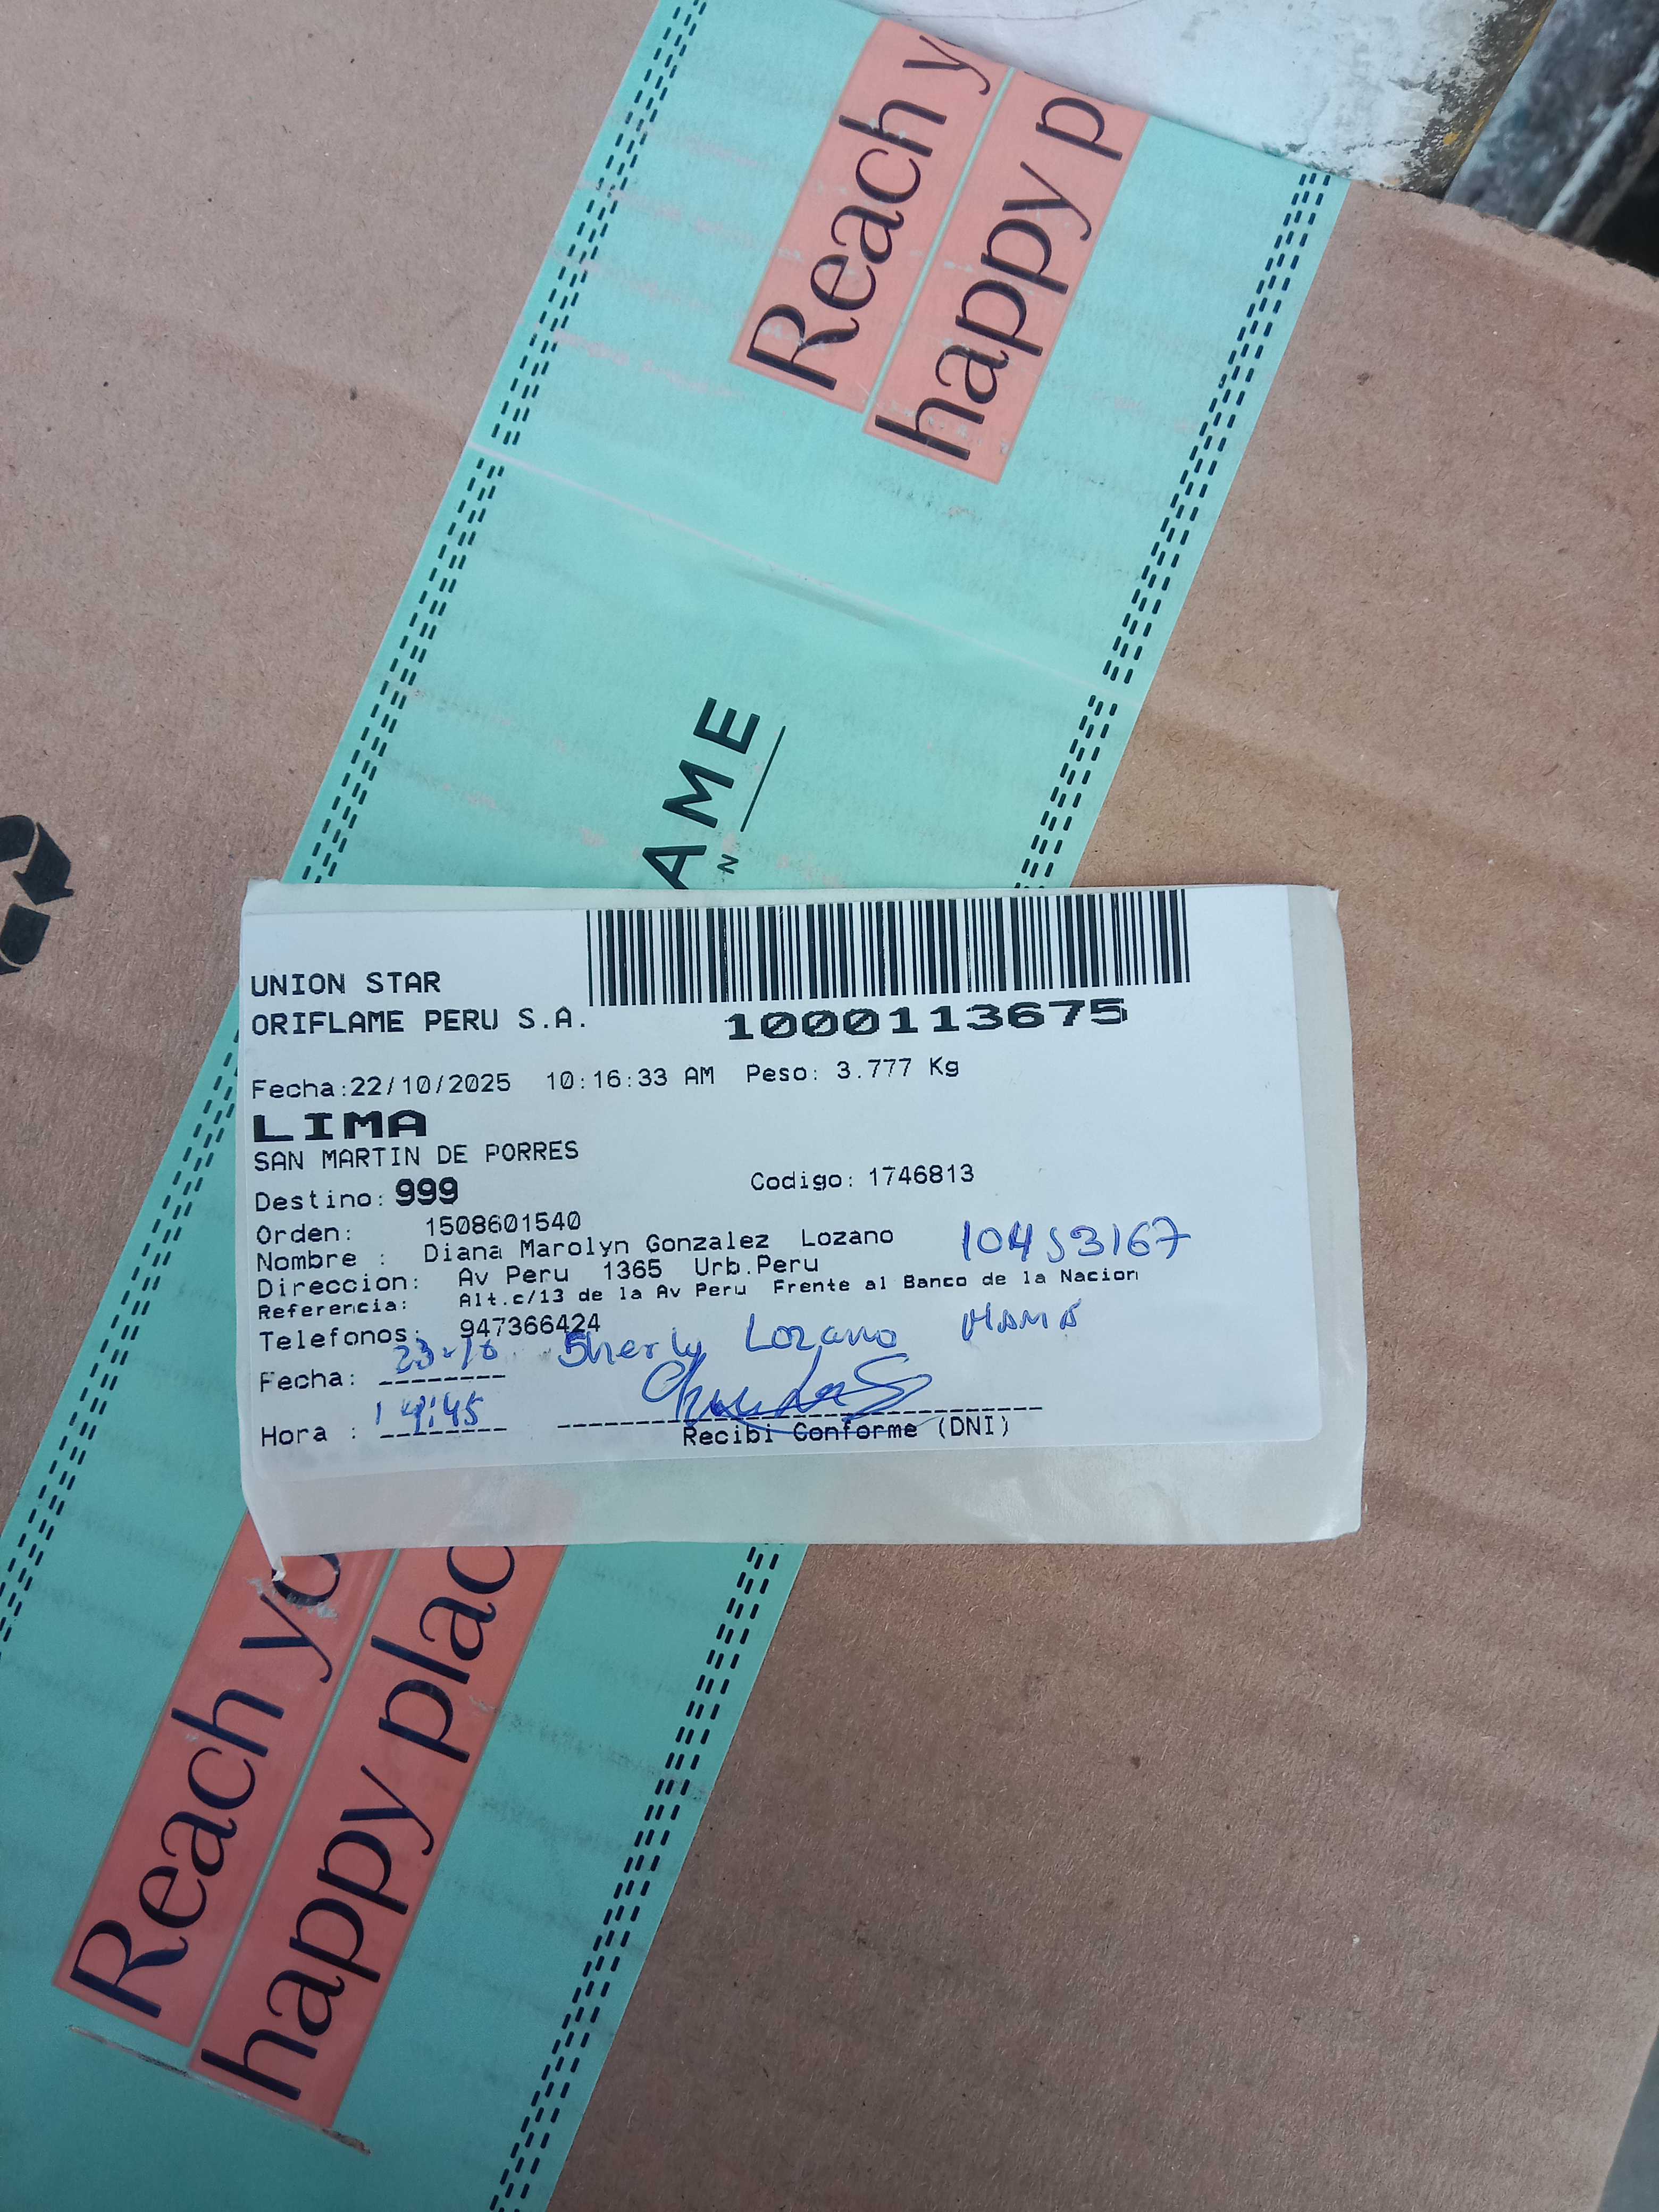 Reach y
happy p
AME
N
UNION STAR
ORIFLAME PERU S.A.
1000113675
Fecha:22/10/2025 10:16:33 AM Peso: 3.777 Kg
LIMA
SAN MARTIN DE PORRES
Destino: 999 Codigo: 1746813
Orden: 1508601540
Nombre : Diana Marolyn Gonzalez Lozano 10453167
Direccion: Av Peru 1365 Urb.Peru
Referencia: Alt.c/13 de la Av Peru Frente al Banco de la Nacion
Telefonos: 947366424
Sherly Lozano MAMÁ
Fecha: 23-10
Hora : 14:45
Recibi Conforme (DNI)
Reach yo
happy plac